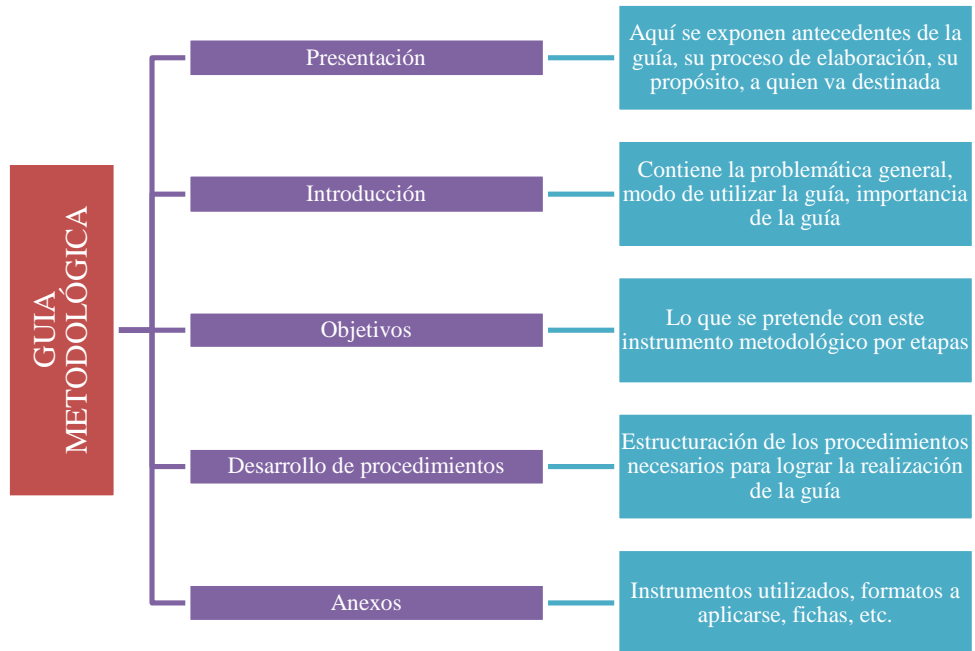 GUIA
METODOLÓGICA
Presentación
Aquí se exponen antecedentes de la
guía, su proceso de elaboración, su
propósito, a quien va destinada
Introducción
Contiene la problemática general,
modo de utilizar la guía, importancia
de la guía
Objetivos
Lo que se pretende con este
instrumento metodológico por etapas
Desarrollo de procedimientos
Estructuración de los procedimientos
necesarios para lograr la realización
de la guía
Anexos
Instrumentos utilizados, formatos a
aplicarse, fichas, etc.